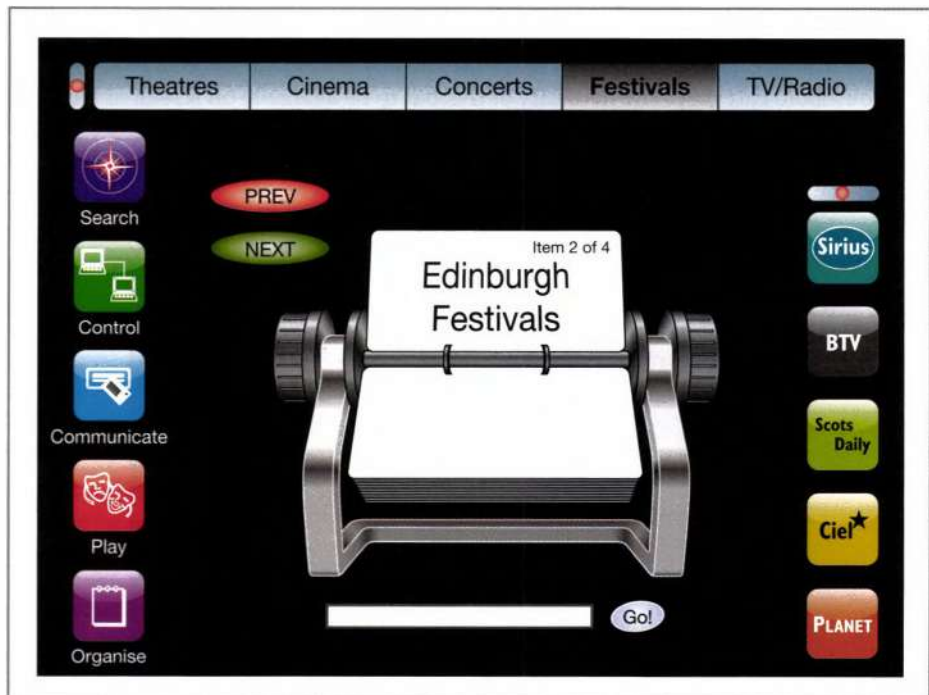 Theatres Cinema Concerts Festivals TV/Radio
Search
PREV
NEXT
Item 2 of 4
Edinburgh
Festivals
Sirius
Control
BTV
Communicate
Scots
Daily
Play
Ciel
Organise
Go!
PLANET